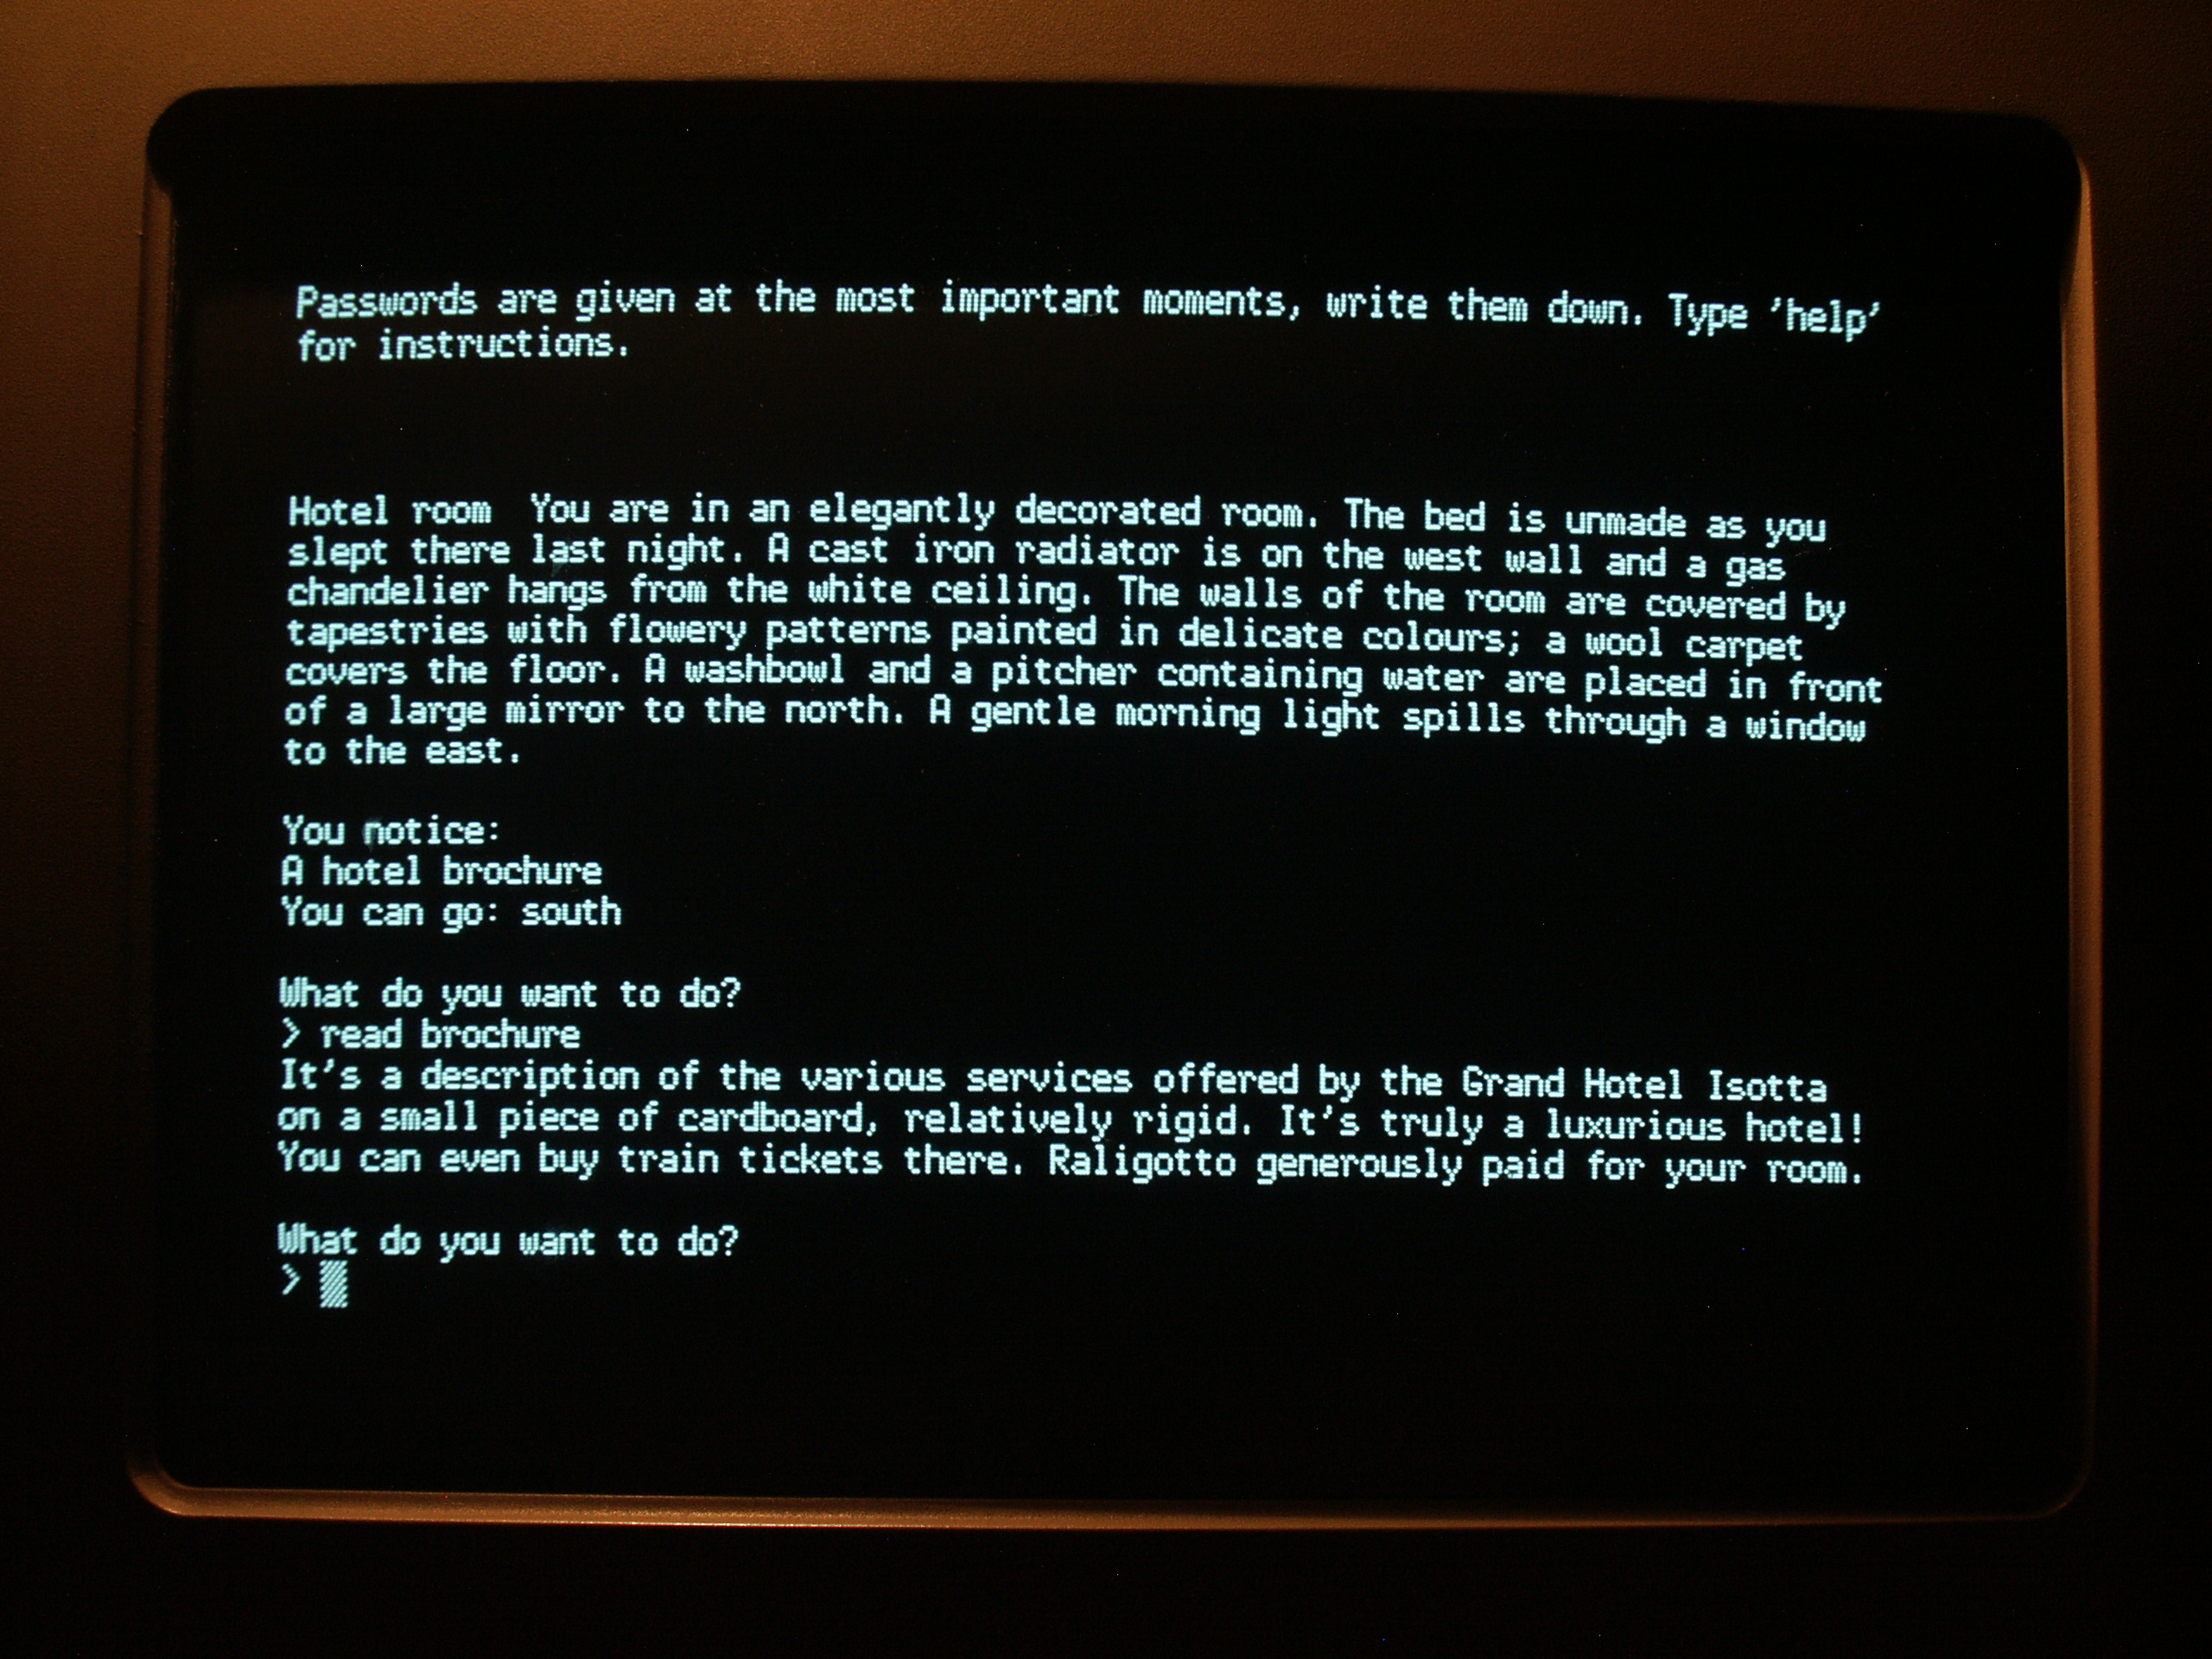 Passwords are given at the most important moments, write them down. Type 'help'
for instructions.
Hotel room  You are in an elegantly decorated room. The bed is unmade as you
slept there last night. A cast iron radiator is on the west wall and a gas
chandelier hangs from the white ceiling. The walls of the room are covered by
tapestries with flowery patterns painted in delicate colours; a wool carpet
covers the floor. A washbowl and a pitcher containing water are placed in front
of a large mirror to the north. A gentle morning light spills through a window
to the east.
You notice:
A hotel brochure
You can go: south
What do you want to do?
> read brochure
It's a description of the various services offered by the Grand Hotel Isotta
on a small piece of cardboard, relatively rigid. It's truly a luxurious hotel!
You can even buy train tickets there. Raligotto generously paid for your room.
What do you want to do?
>